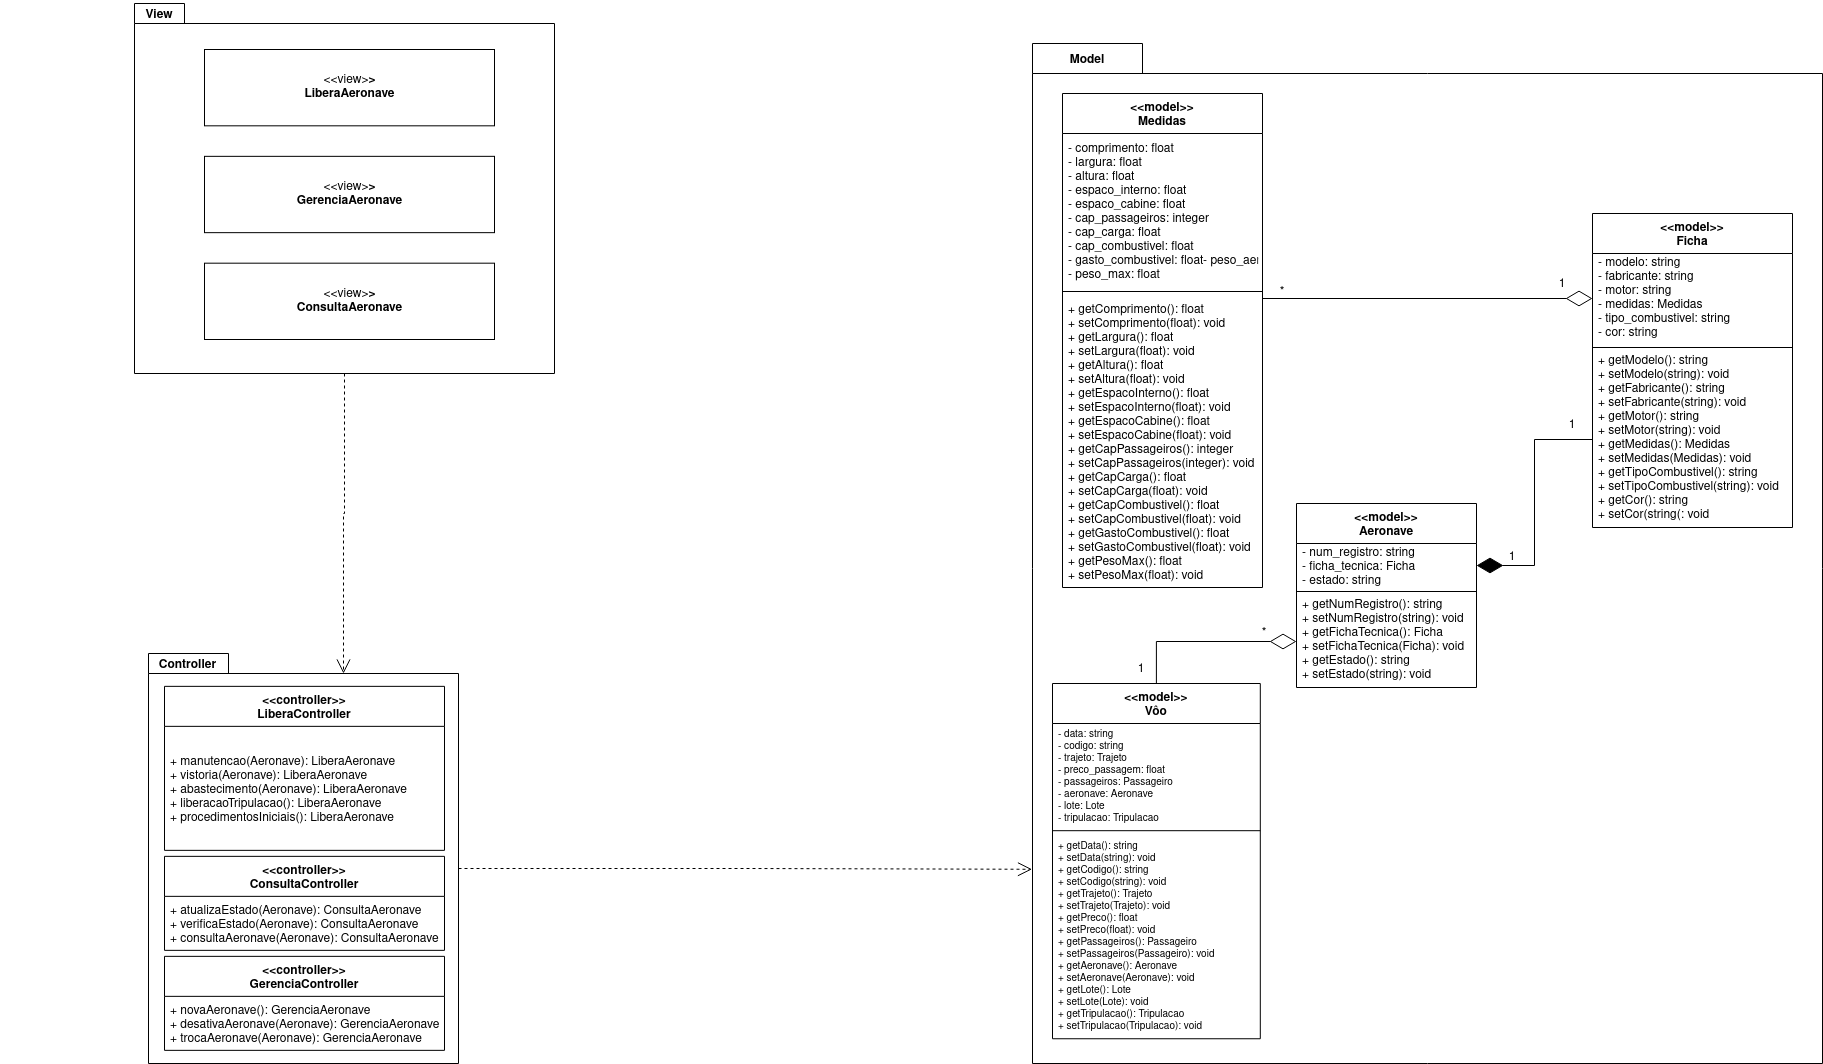 View
<<view>>
LiberaAeronave
<<view>>
GerenciaAeronave
<<view>>
ConsultaAeronave
Controller
<<controller>>
LiberaController
+ manutencao(Aeronave): LiberaAeronave
+ vistoria(Aeronave): LiberaAeronave
+ abastecimento(Aeronave): LiberaAeronave
+ liberacaoTripulacao(): LiberaAeronave
+ procedimentosIniciais(): LiberaAeronave
<<controller>>
ConsultaController
+ atualizaEstado(Aeronave): ConsultaAeronave
+ verificaEstado(Aeronave): ConsultaAeronave
+ consultaAeronave(Aeronave): ConsultaAeronave
<<controller>>
GerenciaController
+ novaAeronave(): GerenciaAeronave
+ desativaAeronave(Aeronave): GerenciaAeronave
+ trocaAeronave(Aeronave): GerenciaAeronave
Model
<<model>>
Medidas
- comprimento: float
- largura: float
- altura: float
- espaco_interno: float
- espaco_cabine: float
- cap_passageiros: integer
- cap_carga: float
- cap_combustivel: float
- gasto_combustivel: float- peso_aer
- peso_max: float
+ getComprimento(): float
+ setComprimento(float): void
+ getLargura(): float
+ setLargura(float): void
+ getAltura(): float
+ setAltura(float): void
+ getEspacoInterno(): float
+ setEspacoInterno(float): void
+ getEspacoCabine(): float
+ setEspacoCabine(float): void
+ getCapPassageiros(): integer
+ setCapPassageiros(integer): void
+ getCapCarga(): float
+ setCapCarga(float): void
+ getCapCombustivel(): float
+ setCapCombustivel(float): void
+ getGastoCombustivel(): float
+ setGastoCombustivel(float): void
+ getPesoMax(): float
+ setPesoMax(float): void
*
1
<<model>>
Ficha
- modelo: string
- fabricante: string
- motor: string
- medidas: Medidas
- tipo_combustivel: string
- cor: string
+ getModelo(): string
+ setModelo(string): void
+ getFabricante(): string
+ setFabricante(string): void
+ getMotor(): string
+ setMotor(string): void
+ getMedidas(): Medidas
+ setMedidas(Medidas): void
+ getTipoCombustivel(): string
+ setTipoCombustivel(string): void
+ getCor(): string
+ setCor(string(: void
1
1
<<model>>
Aeronave
- num_registro: string
- ficha_tecnica: Ficha
- estado: string
+ getNumRegistro(): string
+ setNumRegistro(string): void
+ getFichaTecnica(): Ficha
+ setFichaTecnica(Ficha): void
+ getEstado(): string
+ setEstado(string): void
*
1
<<model>>
Vôo
- data: string
- codigo: string
- trajeto: Trajeto
- preco_passagem: float
- passageiros: Passageiro
- aeronave: Aeronave
- lote: Lote
- tripulacao: Tripulacao
+ getData(): string
+ setData(string): void
+ getCodigo(): string
+ setCodigo(string): void
+ getTrajeto(): Trajeto
+ setTrajeto(Trajeto): void
+ getPreco(): float
+ setPreco(float): void
+ getPassageiros(): Passageiro
+ setPassageiros(Passageiro): void
+ getAeronave(): Aeronave
+ setAeronave(Aeronave): void
+ getLote(): Lote
+ setLote(Lote): void
+ getTripulacao(): Tripulacao
+ setTripulacao(Tripulacao): void